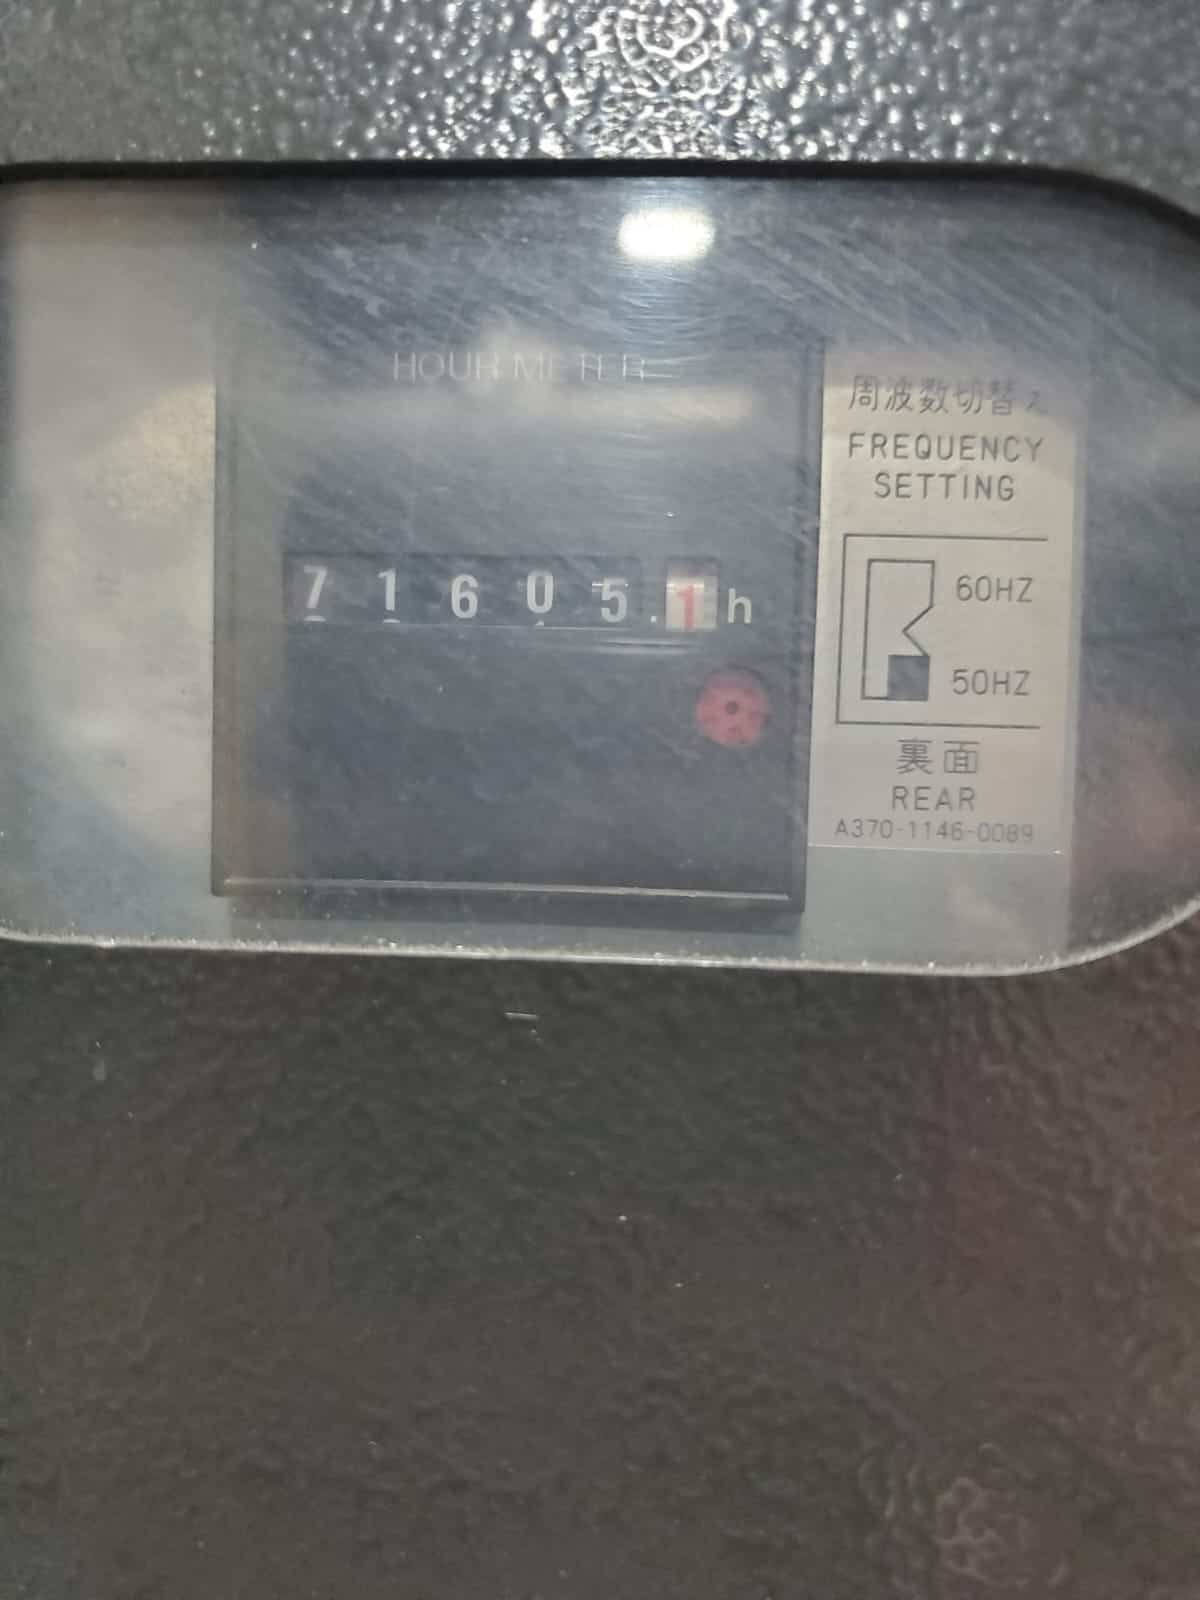 HOUR METER
71605.1h
周波数切替え
FREQUENCY
SETTING
60HZ
50HZ
裏面
REAR
A370-1146-0089